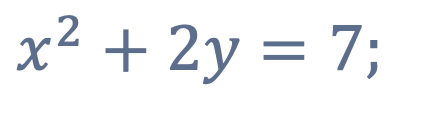 x² + 2y = 7;